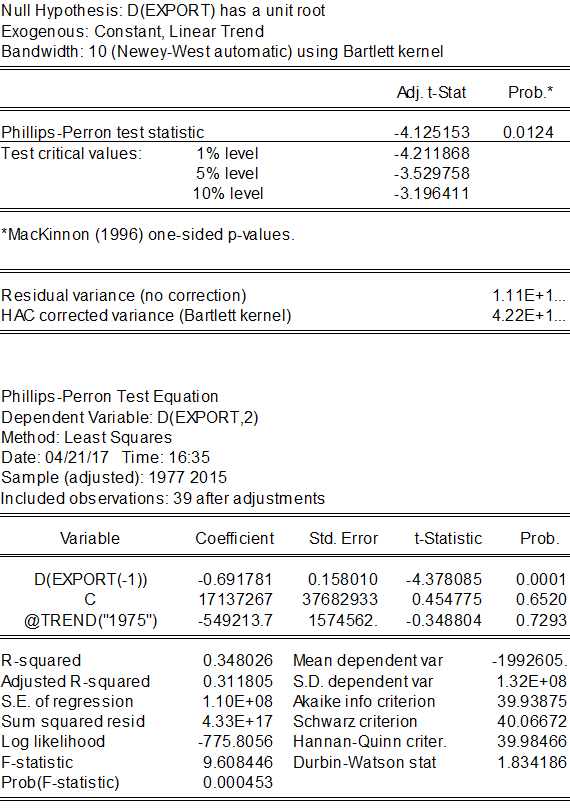 Null Hypothesis: D(EXPORT) has a unit root
Exogenous: Constant, Linear Trend
Bandwidth: 10 (Newey-West automatic) using Bartlett kernel
Adj. t-Stat Prob.*
Phillips-Perron test statistic -4.125153 0.0124
Test critical values: 1% level -4.211868
5% level -3.529758
10% level -3.196411
*MacKinnon (1996) one-sided p-values.
Residual variance (no correction) 1.11E+1...
HAC corrected variance (Bartlett kernel) 4.22E+1...
Phillips-Perron Test Equation
Dependent Variable: D(EXPORT,2)
Method: Least Squares
Date: 04/21/17 Time: 16:35
Sample (adjusted): 1977 2015
Included observations: 39 after adjustments
Variable Coefficient Std. Error t-Statistic Prob.
D(EXPORT(-1)) -0.691781 0.158010 -4.378085 0.0001
C 17137267 37682933 0.454775 0.6520
@TREND("1975") -549213.7 1574562. -0.348804 0.7293
R-squared 0.348026 Mean dependent var -1992605.
Adjusted R-squared 0.311805 S.D. dependent var 1.32E+08
S.E. of regression 1.10E+08 Akaike info criterion 39.93875
Sum squared resid 4.33E+17 Schwarz criterion 40.06672
Log likelihood -775.8056 Hannan-Quinn criter. 39.98466
F-statistic 9.608446 Durbin-Watson stat 1.834186
Prob(F-statistic) 0.000453